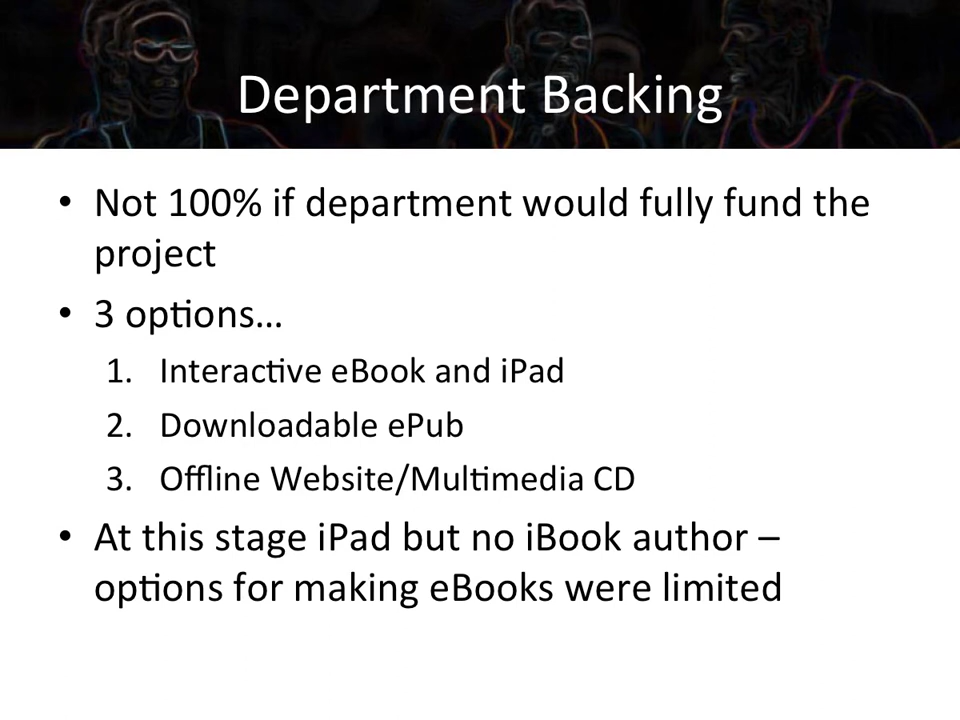 Department Backing
• Not 100% if department would fully fund the
project
• 3 options…
1. Interactive eBook and iPad
2. Downloadable ePub
3. Offline Website/Multimedia CD
• At this stage iPad but no iBook author –
options for making eBooks were limited